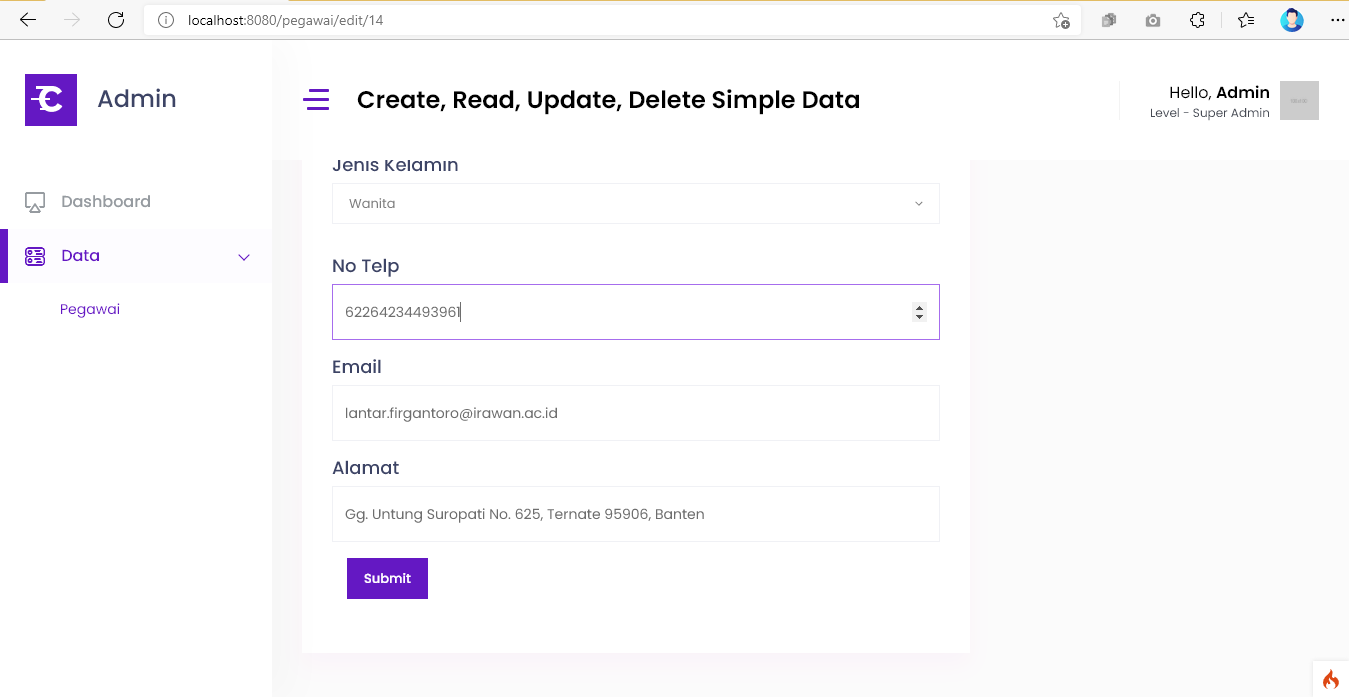 localhost:8080/pegawai/edit/14
Admin
Create, Read, Update, Delete Simple Data
Hello, Admin
Level - Super Admin
Dashboard
Data
Pegawai
Jenis Kelamin
Wanita
No Telp
6226423449396​1
Email
lantar.firgantoro@irawan.ac.id
Alamat
Gg. Untung Suropati No. 625, Ternate 95906, Banten
Submit